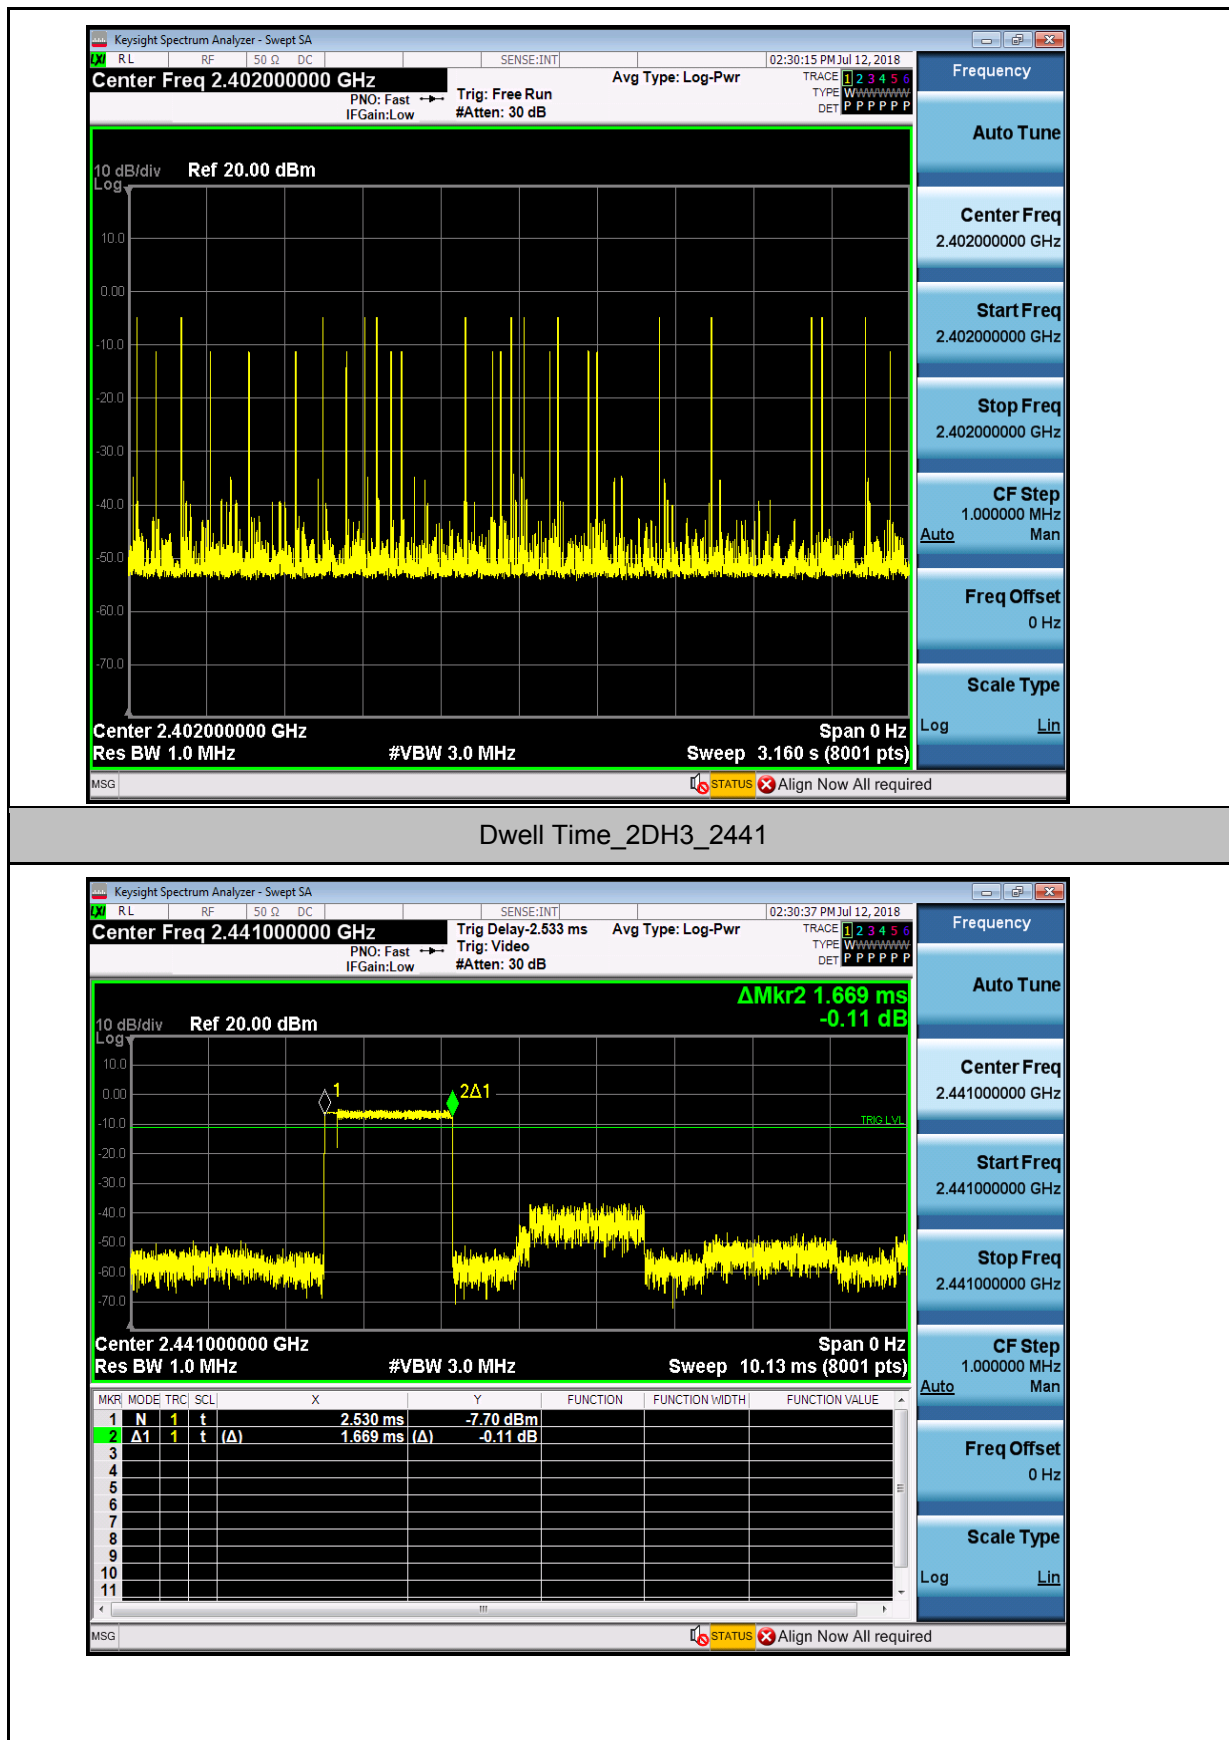 Keysight Spectrum Analyzer - Swept SA
LXI RL RF 50 Ω DC SENSE:INT 02:30:15 PM Jul 12, 2018
Center Freq 2.402000000 GHz Avg Type: Log-Pwr TRACE 1 2 3 4 5 6
PNO: Fast Trig: Free Run TYPE WWWWWW
IFGain:Low #Atten: 30 dB DET P P P P P P
Frequency
Auto Tune
10 dB/div Ref 20.00 dBm
Log
10.0
0.00
-10.0
-20.0
-30.0
-40.0
-50.0
-60.0
-70.0
Center 2.402000000 GHz Span 0 Hz
Res BW 1.0 MHz #VBW 3.0 MHz Sweep 3.160 s (8001 pts)
Center Freq
2.402000000 GHz
Start Freq
2.402000000 GHz
Stop Freq
2.402000000 GHz
CF Step
1.000000 MHz
Auto Man
Freq Offset
0 Hz
Scale Type
Log Lin
MSG STATUS Align Now All required
Dwell Time_2DH3_2441
Keysight Spectrum Analyzer - Swept SA
LXI RL RF 50 Ω DC SENSE:INT 02:30:37 PM Jul 12, 2018
Center Freq 2.441000000 GHz Trig Delay-2.533 ms Avg Type: Log-Pwr TRACE 1 2 3 4 5 6
PNO: Fast Trig: Video TYPE WWWWWW
IFGain:Low #Atten: 30 dB DET P P P P P P
Frequency
Auto Tune
ΔMkr2 1.669 ms
-0.11 dB
10 dB/div Ref 20.00 dBm
Log
10.0
0.00
-10.0
-20.0
-30.0
-40.0
-50.0
-60.0
-70.0
1
2Δ1
TRIG LVL
Center 2.441000000 GHz Span 0 Hz
Res BW 1.0 MHz #VBW 3.0 MHz Sweep 10.13 ms (8001 pts)
MKR MODE TRC SCL X Y FUNCTION FUNCTION WIDTH FUNCTION VALUE
1 N 1 t 2.530 ms -7.70 dBm
2 Δ1 1 t (Δ) 1.669 ms (Δ) -0.11 dB
3
4
5
6
7
8
9
10
11
Center Freq
2.441000000 GHz
Start Freq
2.441000000 GHz
Stop Freq
2.441000000 GHz
CF Step
1.000000 MHz
Auto Man
Freq Offset
0 Hz
Scale Type
Log Lin
MSG STATUS Align Now All required